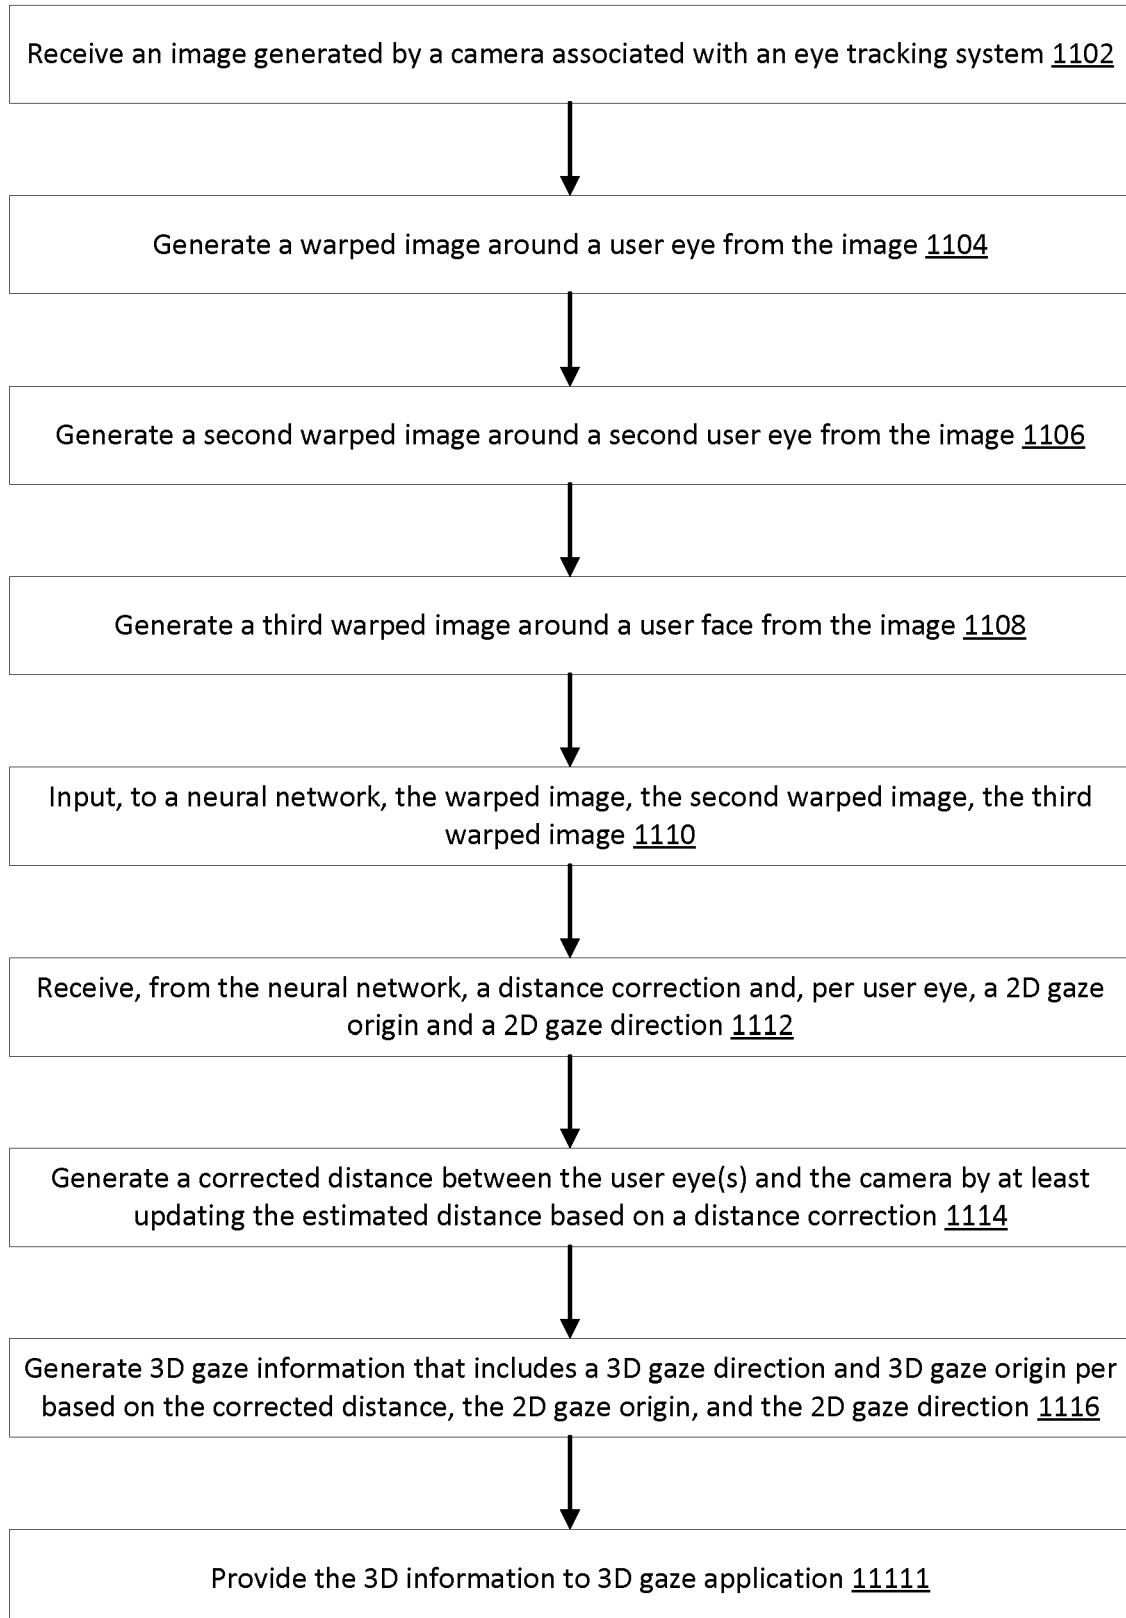 Receive an image generated by a camera associated with an eye tracking system 1102
Generate a warped image around a user eye from the image 1104
Generate a second warped image around a second user eye from the image 1106
Generate a third warped image around a user face from the image 1108
Input, to a neural network, the warped image, the second warped image, the third
warped image 1110
Receive, from the neural network, a distance correction and, per user eye, a 2D gaze
origin and a 2D gaze direction 1112
Generate a corrected distance between the user eye(s) and the camera by at least
updating the estimated distance based on a distance correction 1114
Generate 3D gaze information that includes a 3D gaze direction and 3D gaze origin per
based on the corrected distance, the 2D gaze origin, and the 2D gaze direction 1116
Provide the 3D information to 3D gaze application 11111